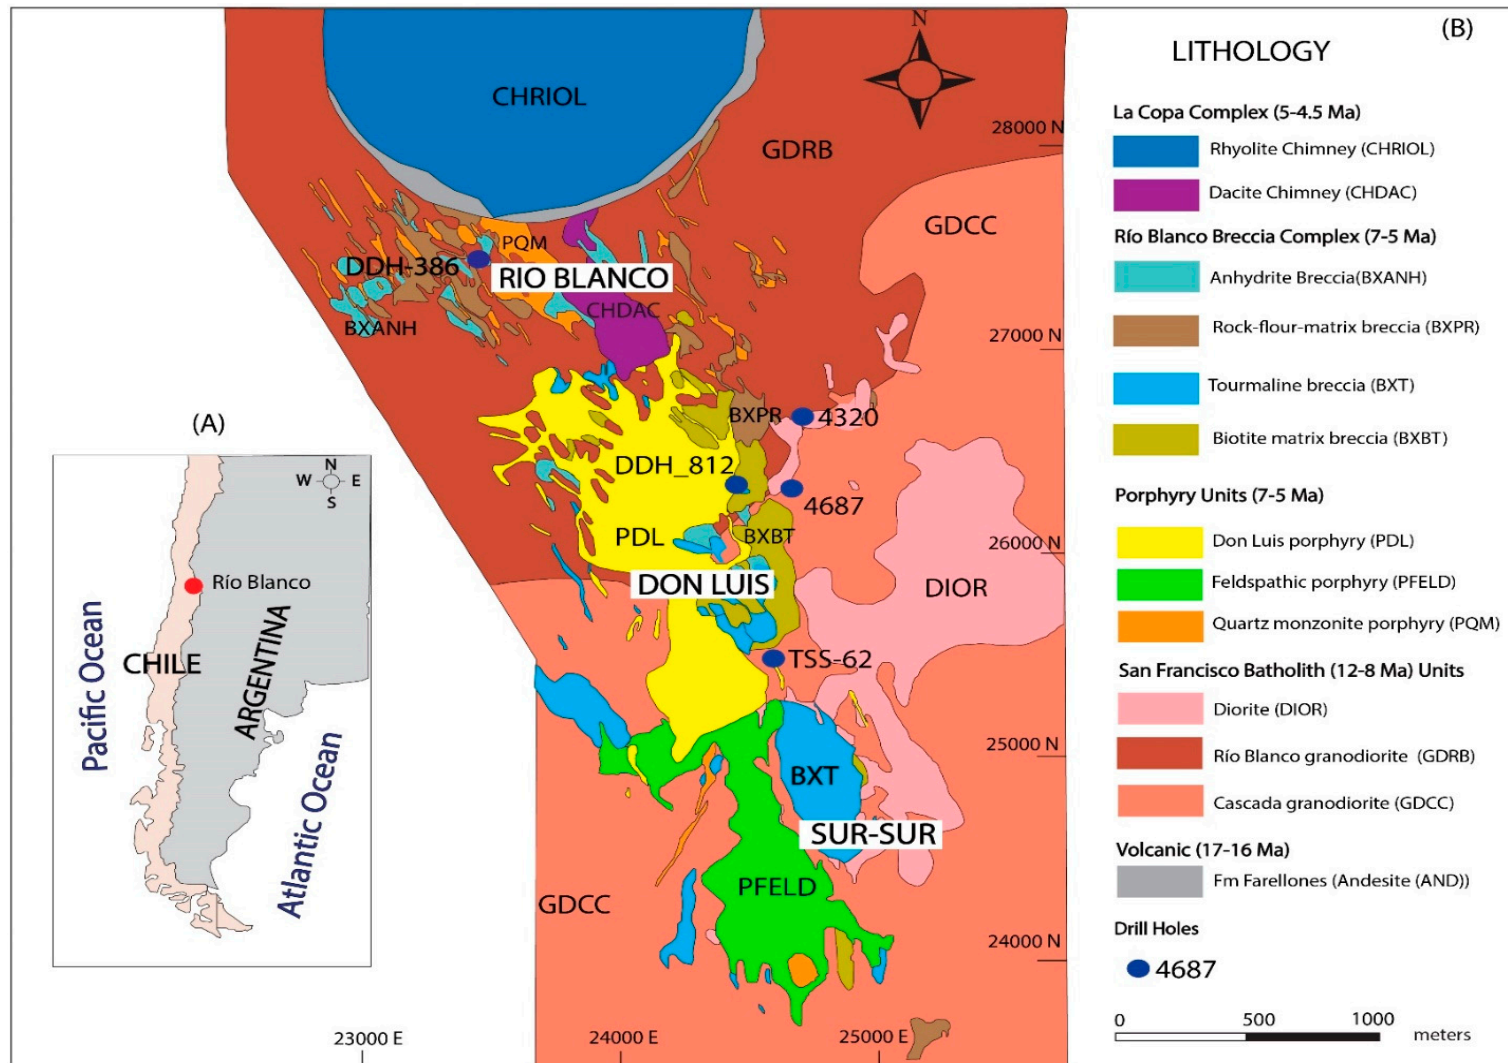 (B)
LITHOLOGY
N
CHRIOL
GDRB
28000 N
GDCC
PQM
DDH-386
RIO BLANCO
CHDAC
BXANH
27000 N
BXPR
4320
DDH_812
4687
PDL
BXBT
26000 N
DON LUIS
DIOR
TSS-62
25000 N
BXT
SUR-SUR
PFELD
GDCC
24000 N
23000 E
24000 E
25000 E
(A)
N
W
E
S
Río Blanco
CHILE
ARGENTINA
Pacific Ocean
Atlantic Ocean
La Copa Complex (5-4.5 Ma)
Rhyolite Chimney (CHRIOL)
Dacite Chimney (CHDAC)
Río Blanco Breccia Complex (7-5 Ma)
Anhydrite Breccia(BXANH)
Rock-flour-matrix breccia (BXPR)
Tourmaline breccia (BXT)
Biotite matrix breccia (BXBT)
Porphyry Units (7-5 Ma)
Don Luis porphyry (PDL)
Feldspathic porphyry (PFELD)
Quartz monzonite porphyry (PQM)
San Francisco Batholith (12-8 Ma) Units
Diorite (DIOR)
Río Blanco granodiorite (GDRB)
Cascada granodiorite (GDCC)
Volcanic (17-16 Ma)
Fm Farellones (Andesite (AND))
Drill Holes
4687
0 500 1000 meters